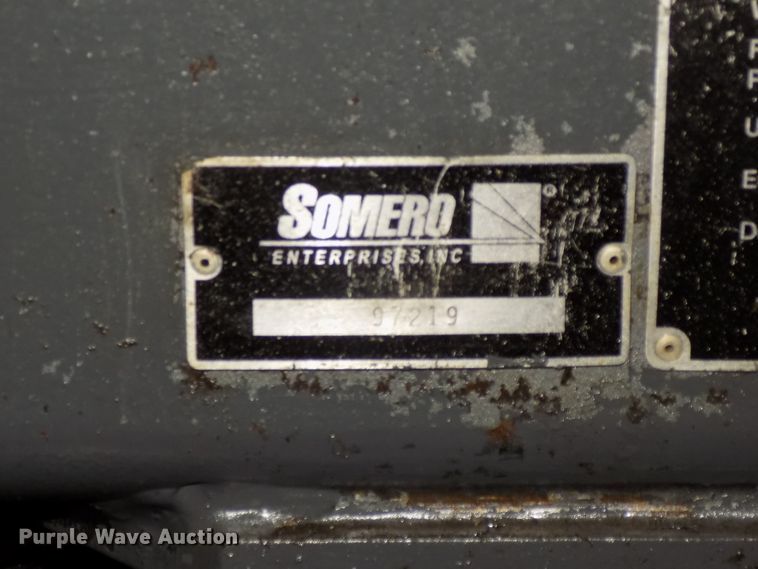 SOMERO
®
ENTERPRISES, INC
97219
F
F
U
E
D
Purple Wave Auction®